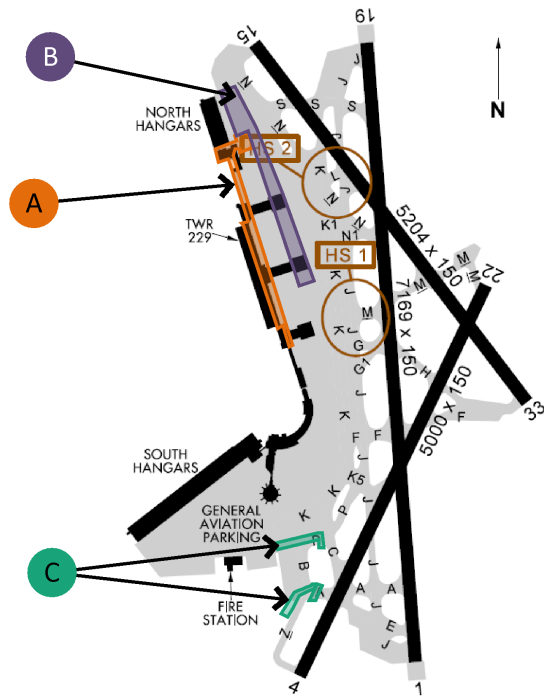 19
15
J
B
N
J
S S S
NORTH
HANGARS
N
J
HS 2
K
L
J
A
N
TWR
229
K1
N
N1
5204 x 150
M
HS 1
22
M
K
J
7169 x 150
M
M
K
J
G
G1
H
J
5000 x 150
33
K
F
F F
SOUTH
HANGARS
J
K5
K
J
P
GENERAL
AVIATION
PARKING
K
C
C
B
J
A A
J
FIRE
STATION
E
N
J
4
1
N